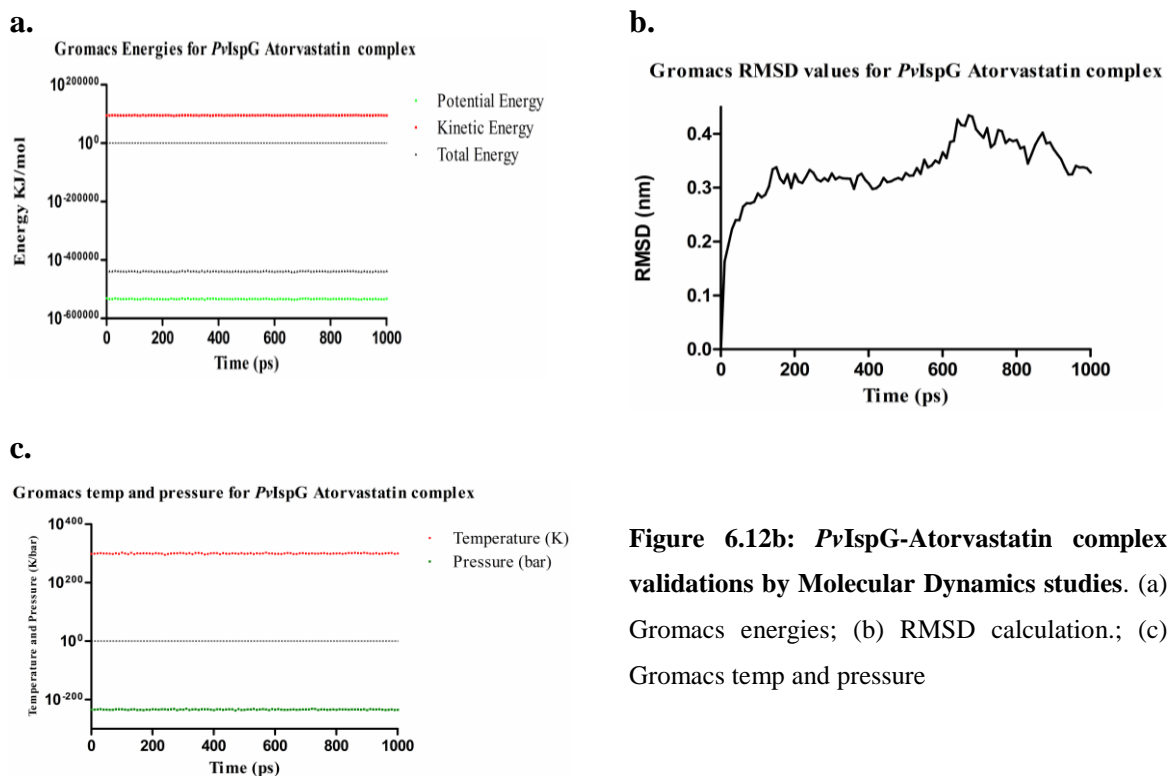 a.
Gromacs Energies for PvIspG Atorvastatin complex
Energy KJ/mol
10^200000
10^0
10^-200000
10^-400000
10^-600000
0 200 400 600 800 1000
Time (ps)
Potential Energy
Kinetic Energy
Total Energy
b.
Gromacs RMSD values for PvIspG Atorvastatin complex
RMSD (nm)
0.4
0.3
0.2
0.1
0.0
0 200 400 600 800 1000
Time (ps)
c.
Gromacs temp and pressure for PvIspG Atorvastatin complex
Temperature and Pressure (K/bar)
10^400
10^200
10^0
10^-200
0 200 400 600 800 1000
Time (ps)
Temperature (K)
Pressure (bar)
Figure 6.12b: PvIspG-Atorvastatin complex
validations by Molecular Dynamics studies. (a)
Gromacs energies; (b) RMSD calculation.; (c)
Gromacs temp and pressure